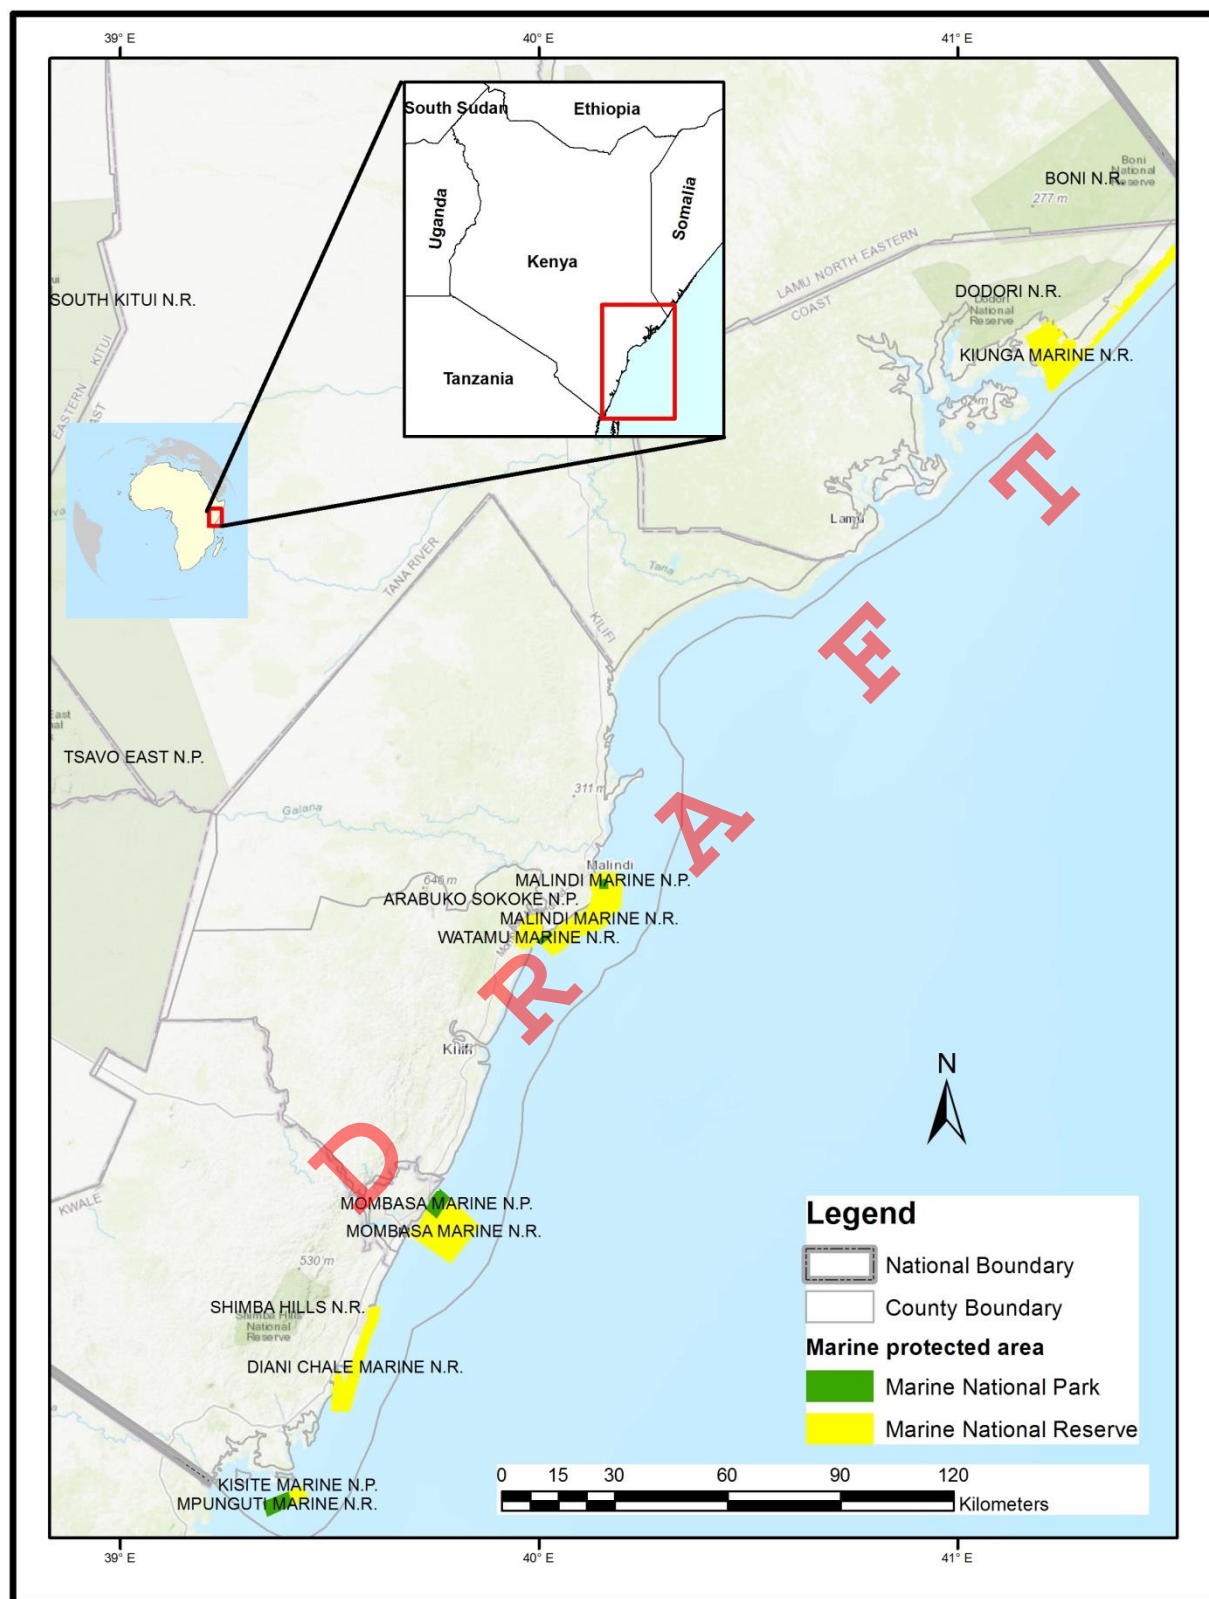 39° E 40° E 41° E
South Sudan
Ethiopia
Uganda
Somalia
Kenya
Tanzania
Boni
National
Reserve
BONI N.R.
277 m
LAMU NORTH EASTERN
COAST
SOUTH KITUI N.R.
EASTERN KITUI
DODORI N.R.
Dodori
National
Reserve
KIUNGA MARINE N.R.
Lamu
Tana
TANA RIVER
KILIFI
TSAVO EAST N.P.
Galana
311 m
Malindi
646 m
MALINDI MARINE N.P.
ARABUKO SOKOKE N.P.
MALINDI MARINE N.R.
WATAMU MARINE N.R.
Kilifi
DRAFT
N
KWALE
MOMBASA MARINE N.P.
MOMBASA MARINE N.R.
530 m
SHIMBA HILLS N.R.
Shimba Hills
National
Reserve
DIANI CHALE MARINE N.R.
KISITE MARINE N.P.
MPUNGUTI MARINE N.R.
Legend
National Boundary
County Boundary
Marine protected area
Marine National Park
Marine National Reserve
0 15 30 60 90 120
Kilometers
39° E 40° E 41° E